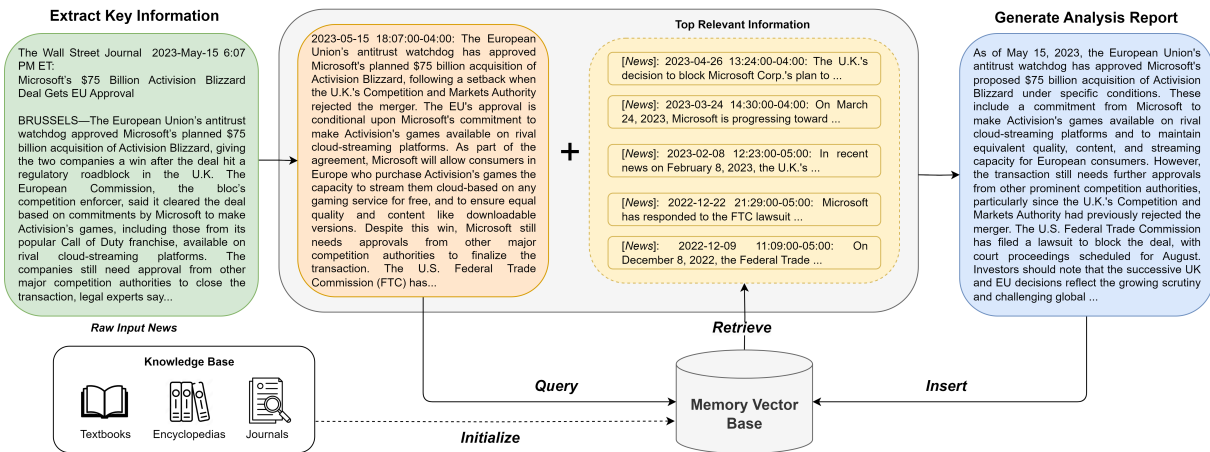 Extract Key Information
The Wall Street Journal 2023-May-15 6:07
PM ET:
Microsoft's $75 Billion Activision Blizzard
Deal Gets EU Approval
BRUSSELS—The European Union's antitrust
watchdog approved Microsoft's planned $75
billion acquisition of Activision Blizzard, giving
the two companies a win after the deal hit a
regulatory roadblock in the U.K. The
European Commission, the bloc's
competition enforcer, said it cleared the deal
based on commitments by Microsoft to make
Activision's games, including those from its
popular Call of Duty franchise, available on
rival cloud-streaming platforms. The
companies still need approval from other
major competition authorities to close the
transaction, legal experts say...
Raw Input News
2023-05-15 18:07:00-04:00: The European
Union's antitrust watchdog has approved
Microsoft's planned $75 billion acquisition of
Activision Blizzard, following a setback when
the U.K.'s Competition and Markets Authority
rejected the merger. The EU's approval is
conditional upon Microsoft's commitment to
make Activision's games available on rival
cloud-streaming platforms. As part of the
agreement, Microsoft will allow consumers in
Europe who purchase Activision's games the
capacity to stream them cloud-based on any
gaming service for free, and to ensure equal
quality and content like downloadable
versions. Despite this win, Microsoft still
needs approvals from other major
competition authorities to finalize the
transaction. The U.S. Federal Trade
Commission (FTC) has...
+
Top Relevant Information
[News]: 2023-04-26 13:24:00-04:00: The U.K.'s
decision to block Microsoft Corp.'s plan to ...
[News]: 2023-03-24 14:30:00-04:00: On March
24, 2023, Microsoft is progressing toward ...
[News]: 2023-02-08 12:23:00-05:00: In recent
news on February 8, 2023, the U.K.'s ...
[News]: 2022-12-22 21:29:00-05:00: Microsoft
has responded to the FTC lawsuit ...
[News]: 2022-12-09 11:09:00-05:00: On
December 8, 2022, the Federal Trade ...
Generate Analysis Report
As of May 15, 2023, the European Union's
antitrust watchdog has approved Microsoft's
proposed $75 billion acquisition of Activision
Blizzard under specific conditions. These
include a commitment from Microsoft to
make Activision's games available on rival
cloud-streaming platforms and to maintain
equivalent quality, content, and streaming
capacity for European consumers. However,
the transaction still needs further approvals
from other prominent competition authorities,
particularly since the U.K.'s Competition and
Markets Authority had previously rejected the
merger. The U.S. Federal Trade Commission
has filed a lawsuit to block the deal, with
court proceedings scheduled for August.
Investors should note that the successive UK
and EU decisions reflect the growing scrutiny
and challenging global ...
Knowledge Base
Textbooks
Encyclopedias
Journals
Query
Initialize
Retrieve
Memory Vector
Base
Insert